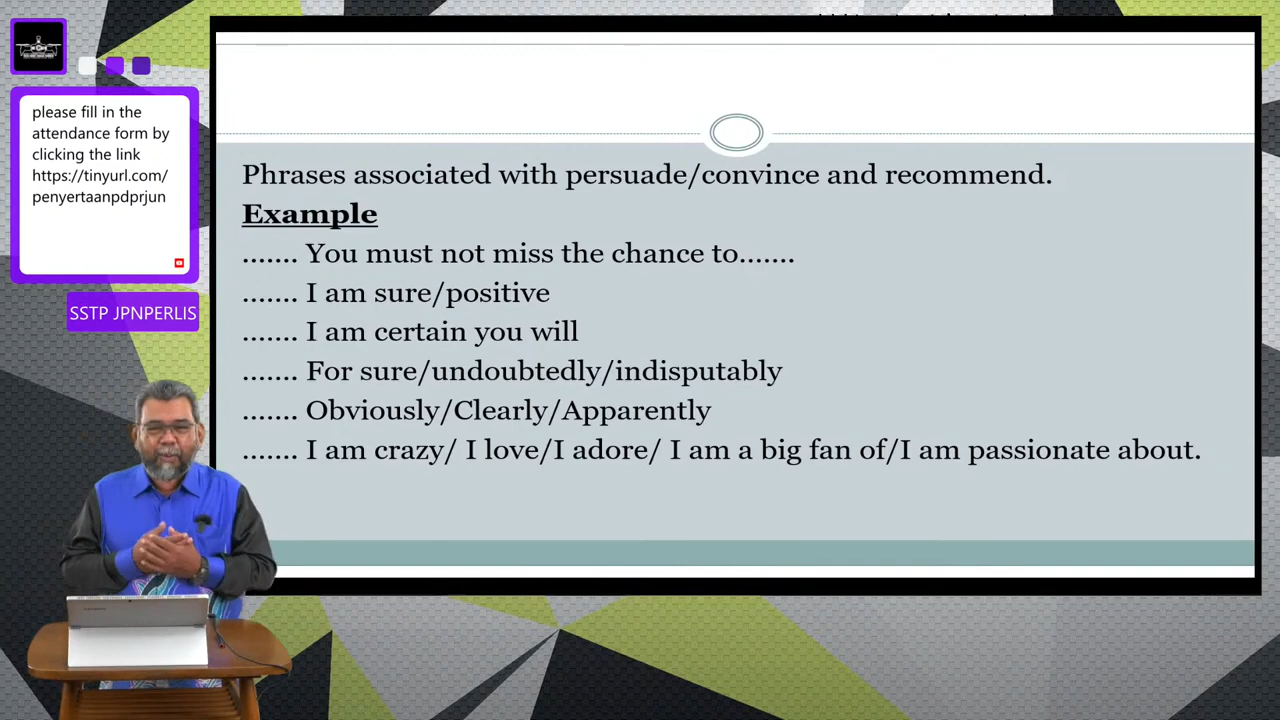 please fill in the
attendance form by
clicking the link
https://tinyurl.com/
penyertaanpdprjun
SSTP JPNPERLIS
Phrases associated with persuade/convince and recommend.
Example
....... You must not miss the chance to.......
....... I am sure/positive
....... I am certain you will
....... For sure/undoubtedly/indisputably
....... Obviously/Clearly/Apparently
....... I am crazy/ I love/I adore/ I am a big fan of/I am passionate about.